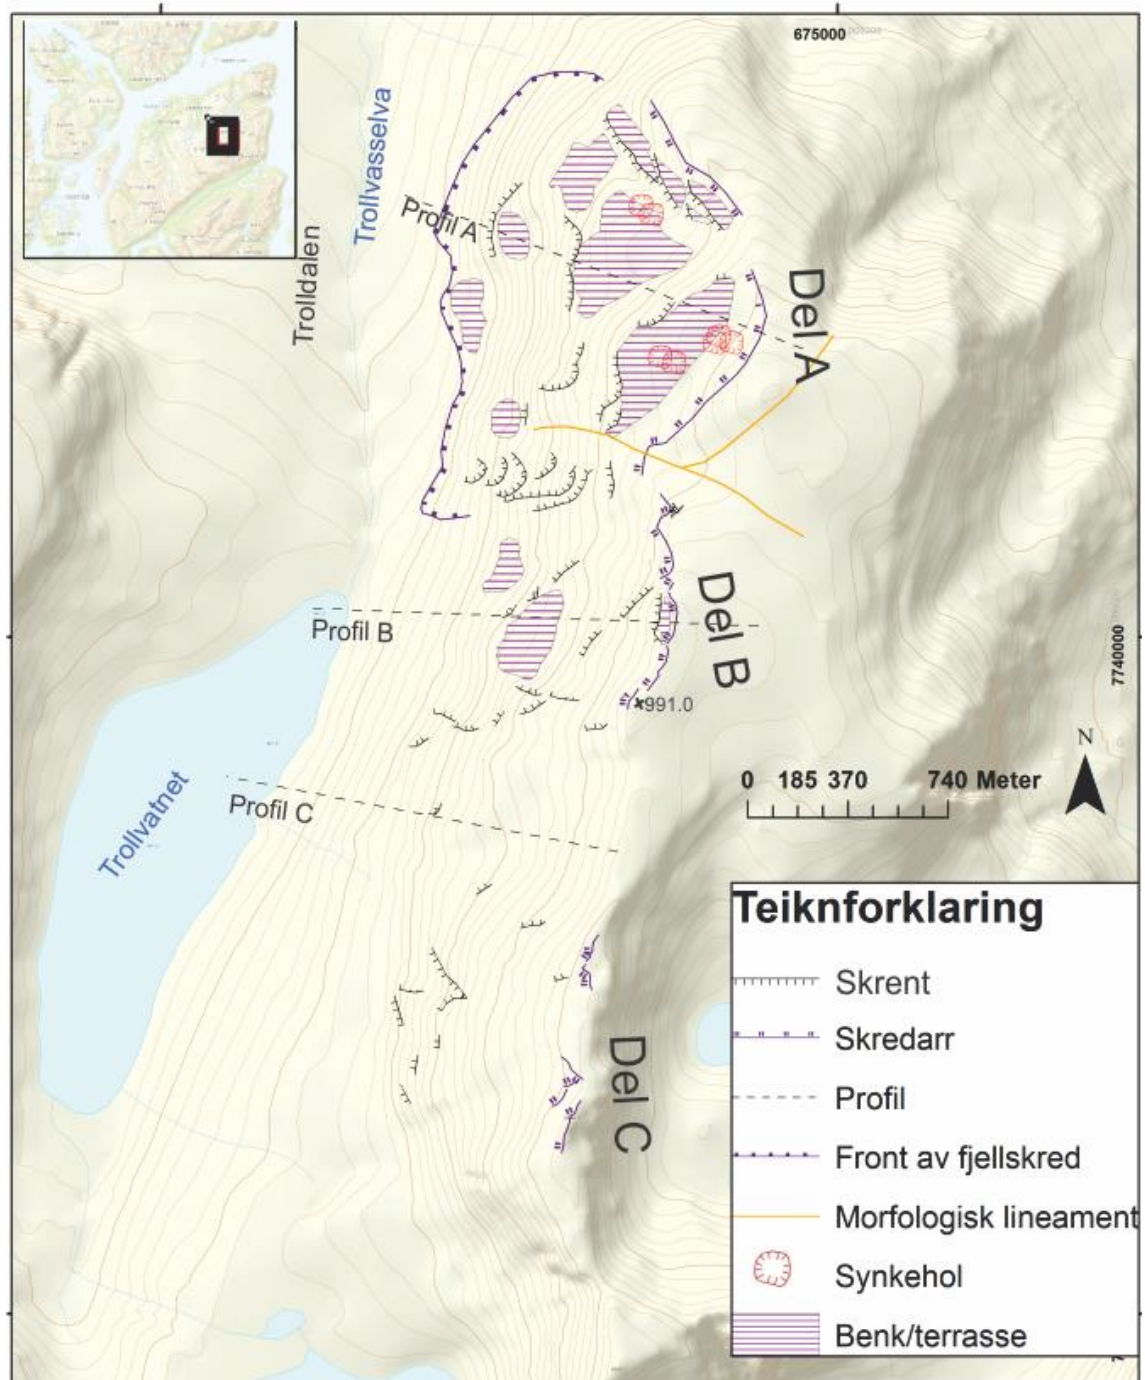 675000
Trollvasselva
Profil A
Trolldalen
Del A
Del B
Profil B
7740000
991.0
N
0 185 370 740 Meter
Profil C
Trollvatnet
Del C
Teiknforklaring
Skrent
Skredarr
Profil
Front av fjellskred
Morfologisk lineament
Synkehol
Benk/terrasse